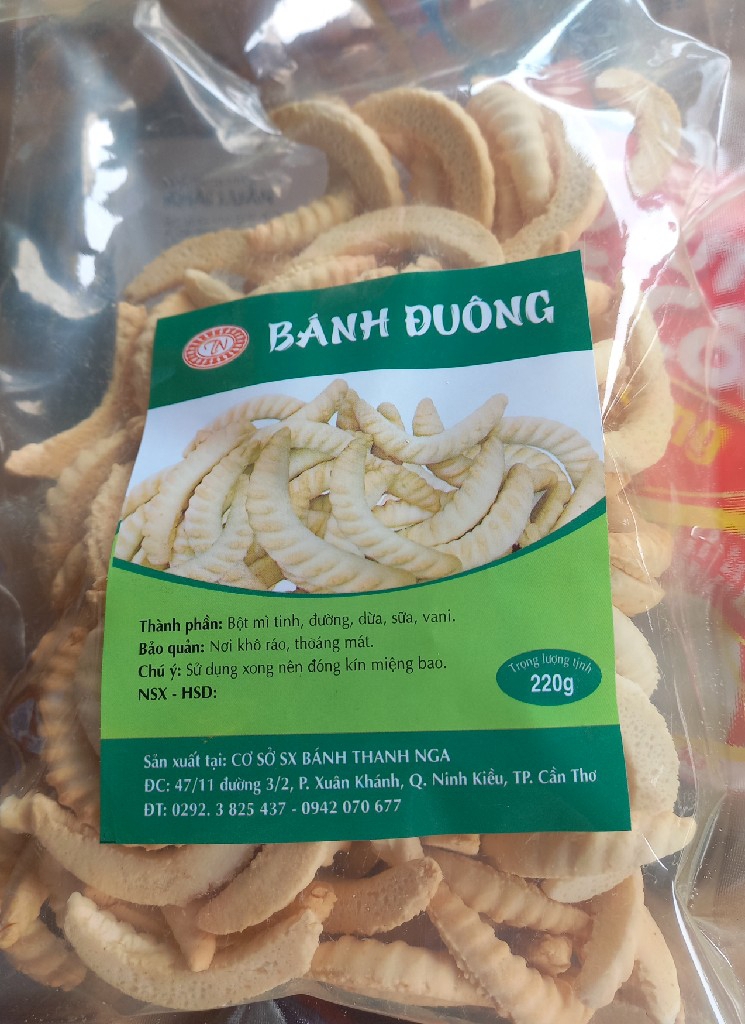 TN
BÁNH ĐUÔNG
Thành phần: Bột mì tinh, đường, dừa, sữa, vani.
Bảo quản: Nơi khô ráo, thoáng mát.
Chú ý: Sử dụng xong nên đóng kín miệng bao.
NSX - HSD:
Trọng lượng tịnh
220g
Sản xuất tại: CƠ SỞ SX BÁNH THANH NGA
ĐC: 47/11 đường 3/2, P. Xuân Khánh, Q. Ninh Kiều, TP. Cần Thơ
ĐT: 0292. 3 825 437 - 0942 070 677